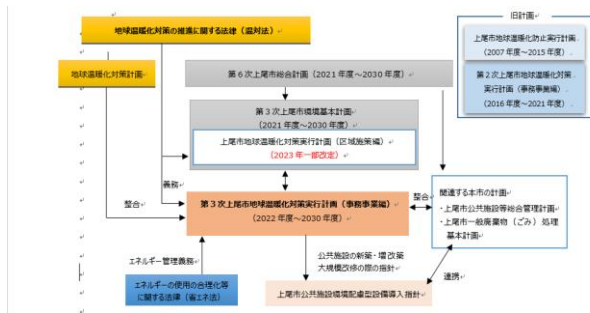 地球温暖化対策の推進に関する法律（温対法）
旧計画
上尾市地球温暖化防止実行計画
（2007年度～2015年度）
第２次上尾市地球温暖化対策
実行計画（事務事業編）
（2016年度～2021年度）
地球温暖化対策計画
第６次上尾市総合計画（2021年度～2030年度）
第３次上尾市環境基本計画
（2021年度～2030年度）
上尾市地球温暖化対策実行計画（区域施策編）
（2023年一部改定）
義務
整合
第３次上尾市地球温暖化対策実行計画（事務事業編）
（2022年度～2030年度）
整合
関連する本市の計画
・上尾市公共施設等総合管理計画
・上尾市一般廃棄物（ごみ）処理
基本計画
エネルギー管理義務
公共施設の新築・増改築
大規模改修の際の指針
連携
エネルギーの使用の合理化等
に関する法律（省エネ法）
上尾市公共施設環境配慮型設備導入指針